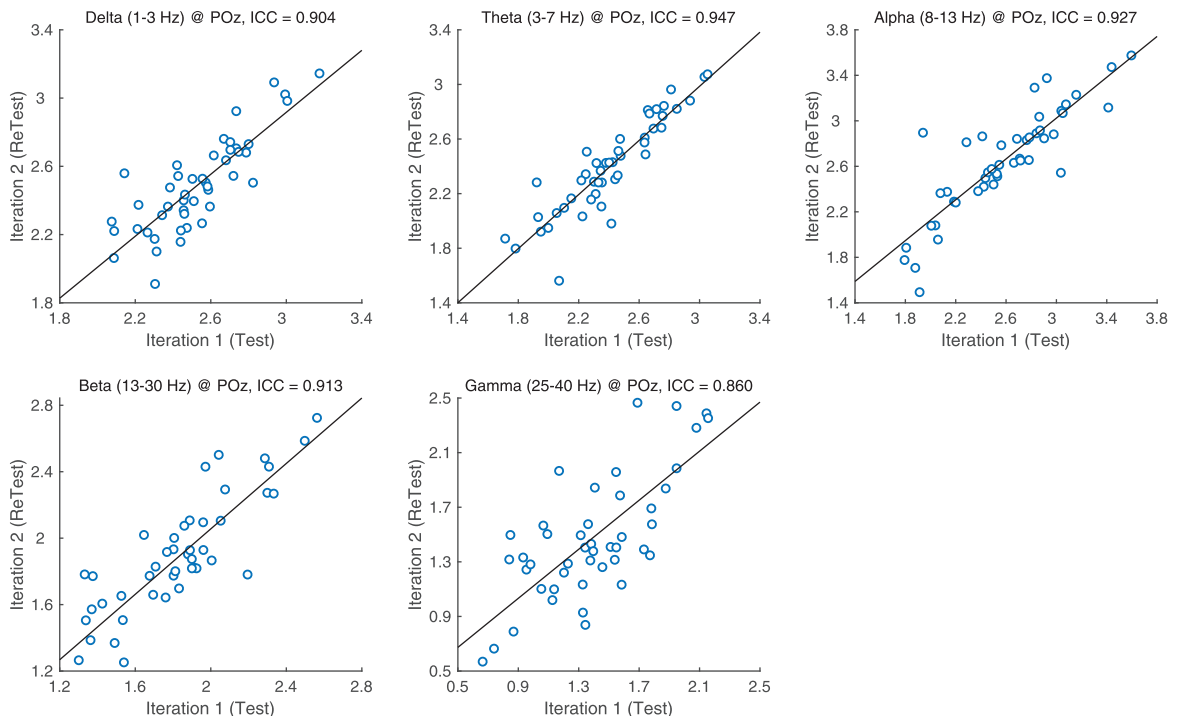 Delta (1-3 Hz) @ POz, ICC = 0.904
3.4
3
2.6
2.2
1.8
Iteration 2 (ReTest)
1.8 2.2 2.6 3 3.4
Iteration 1 (Test)
Theta (3-7 Hz) @ POz, ICC = 0.947
3.4
3
2.6
2.2
1.8
1.4
Iteration 2 (ReTest)
1.4 1.8 2.2 2.6 3 3.4
Iteration 1 (Test)
Alpha (8-13 Hz) @ POz, ICC = 0.927
3.8
3.4
3
2.6
2.2
1.8
1.4
Iteration 2 (ReTest)
1.4 1.8 2.2 2.6 3 3.4 3.8
Iteration 1 (Test)
Beta (13-30 Hz) @ POz, ICC = 0.913
2.8
2.4
2
1.6
1.2
Iteration 2 (ReTest)
1.2 1.6 2 2.4 2.8
Iteration 1 (Test)
Gamma (25-40 Hz) @ POz, ICC = 0.860
2.5
2.1
1.7
1.3
0.9
0.5
Iteration 2 (ReTest)
0.5 0.9 1.3 1.7 2.1 2.5
Iteration 1 (Test)